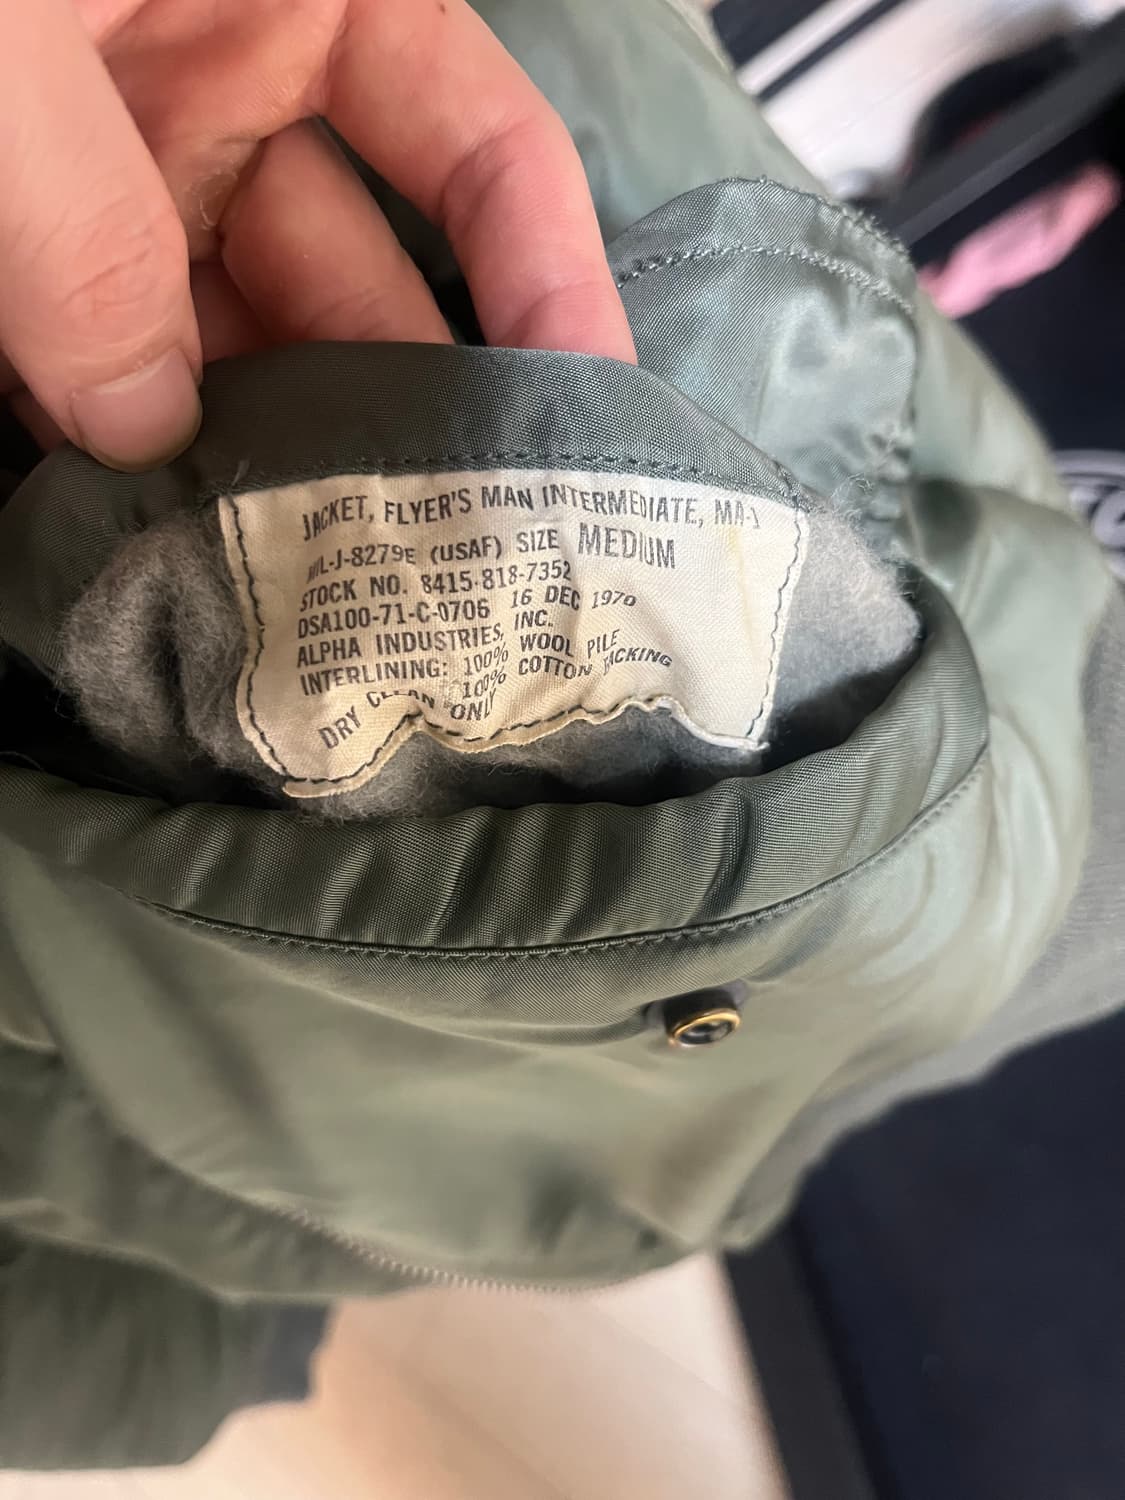 JACKET, FLYER'S MAN INTERMEDIATE, MA-1
MIL-J-8279E (USAF) SIZE MEDIUM
STOCK NO. 8415-818-7352
DSA100-71-C-0706 16 DEC 1970
ALPHA INDUSTRIES, INC.
INTERLINING: 100% WOOL PILE
100% COTTON BACKING
DRY CLEAN ONLY